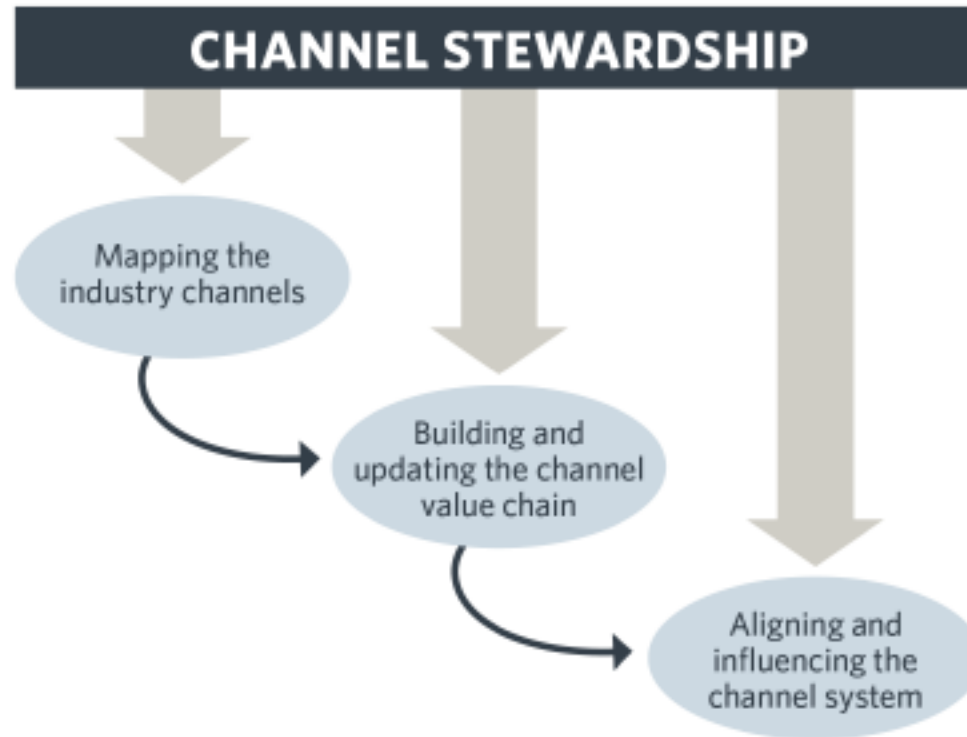 CHANNEL STEWARDSHIP
Mapping the
industry channels
Building and
updating the channel
value chain
Aligning and
influencing the
channel system